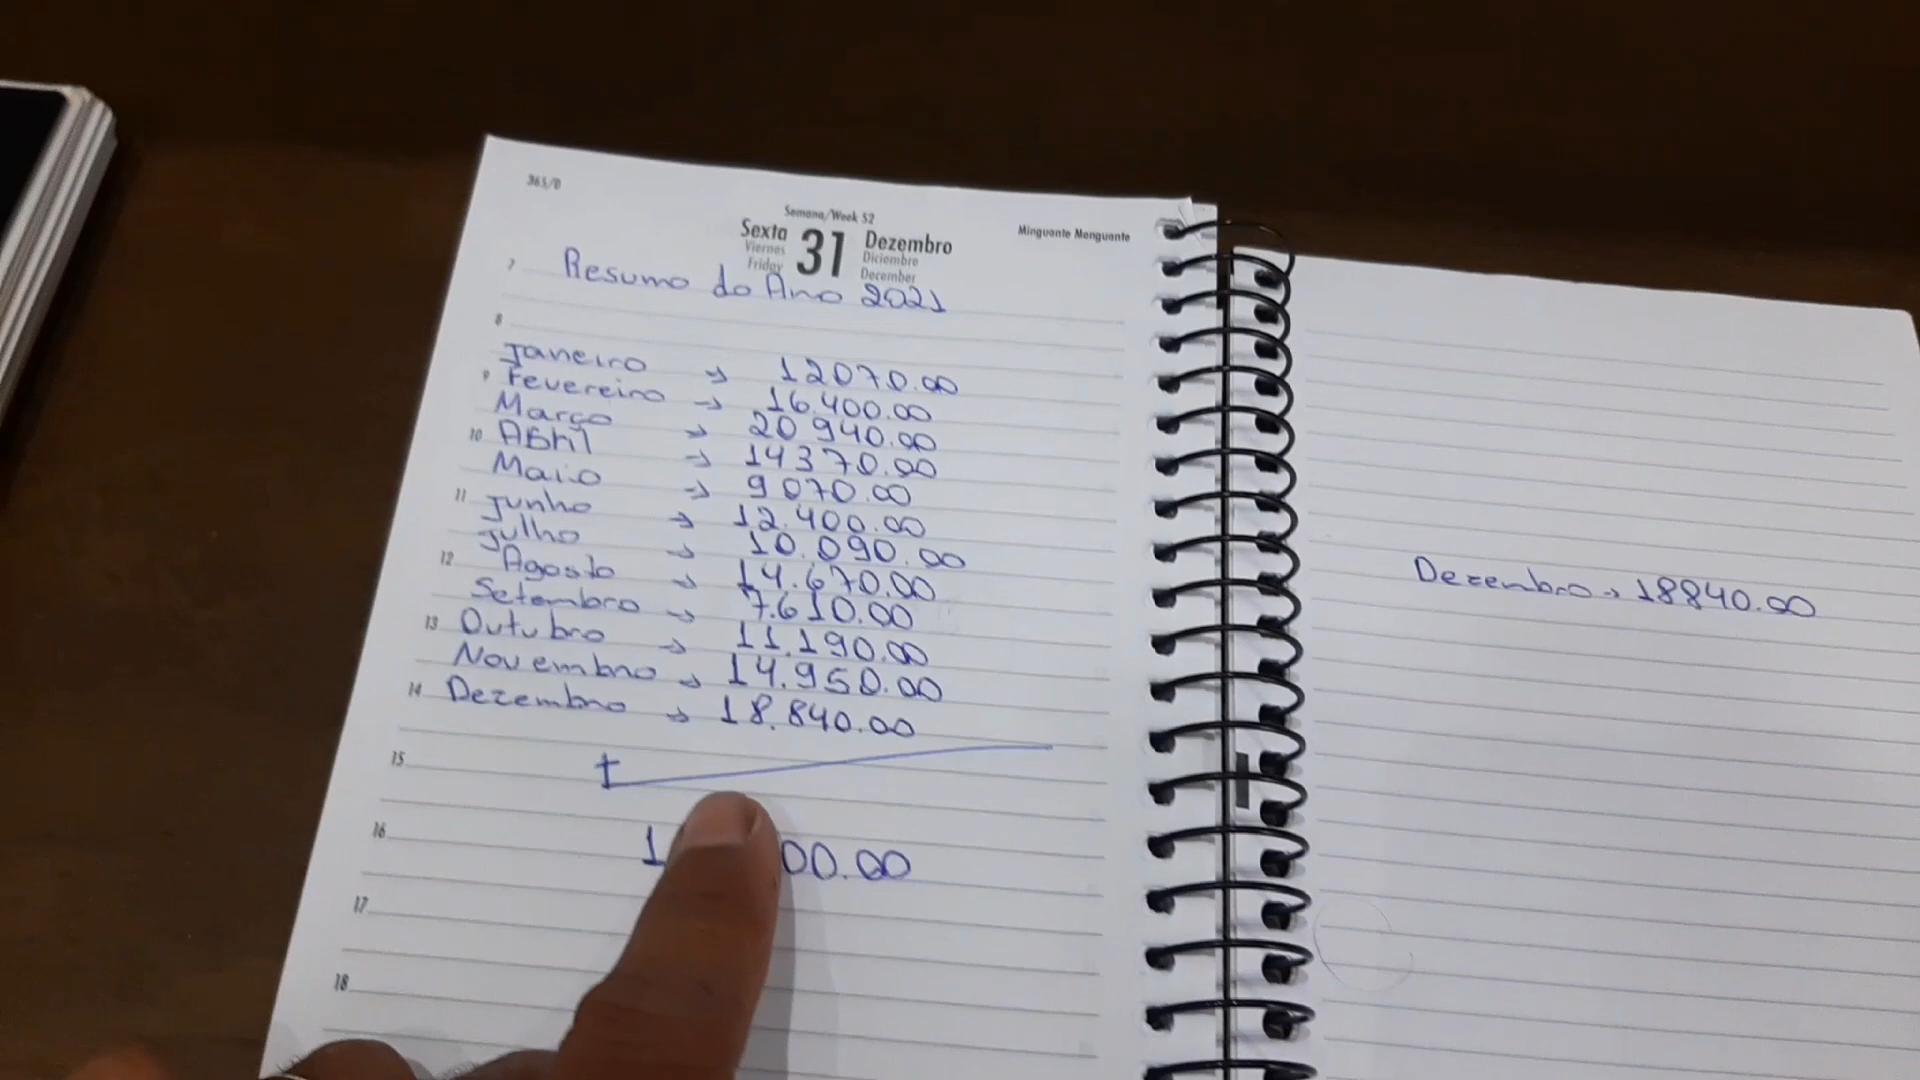 365/0
Semana/Week 52
Sexta 31 Dezembro
Viernes Diciembre
Friday December
Minguante Menguante
7 Resumo do Ano 2021
8
Janeiro → 12070.00
9 Fevereiro → 16.400.00
Março → 20 940.00
10 ABril → 14370.00
Maio → 9070.00
11 Junho → 12.400.00
Julho → 10.090.00
12 Agosto → 14.670.00
Setembro → 7.610.00
13 Outubro → 11.190.00
Novembro → 14.950.00
14 Dezembro → 18.840.00
15 +
16 1 00.00
17
18
Dezembro → 18840.00